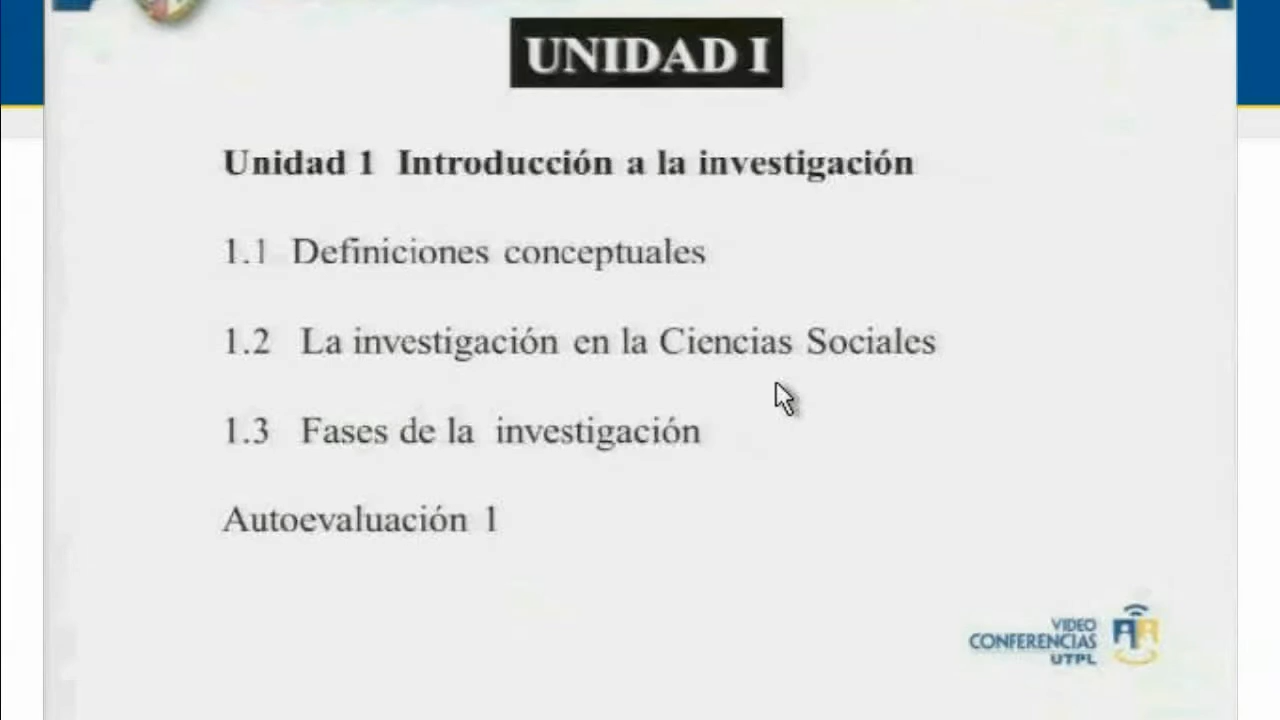 UNIDAD I
Unidad 1 Introducción a la investigación
1.1 Definiciones conceptuales
1.2 La investigación en la Ciencias Sociales
1.3 Fases de la investigación
Autoevaluación 1
VIDEO
CONFERENCIAS
UTPL